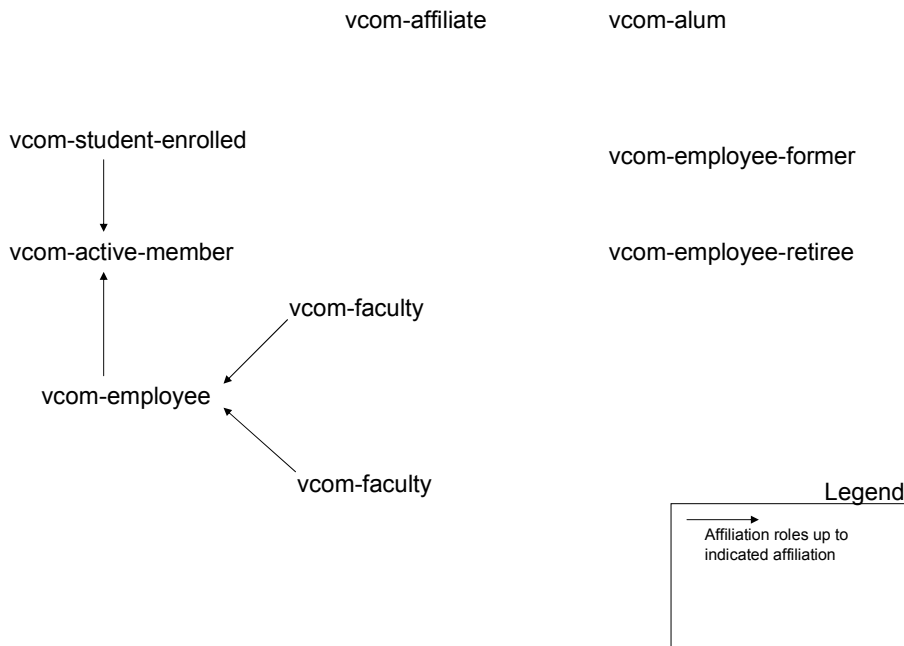 vcom-affiliate
vcom-alum
vcom-student-enrolled
vcom-employee-former
vcom-active-member
vcom-employee-retiree
vcom-faculty
vcom-employee
vcom-faculty
Legend
Affiliation roles up to
indicated affiliation